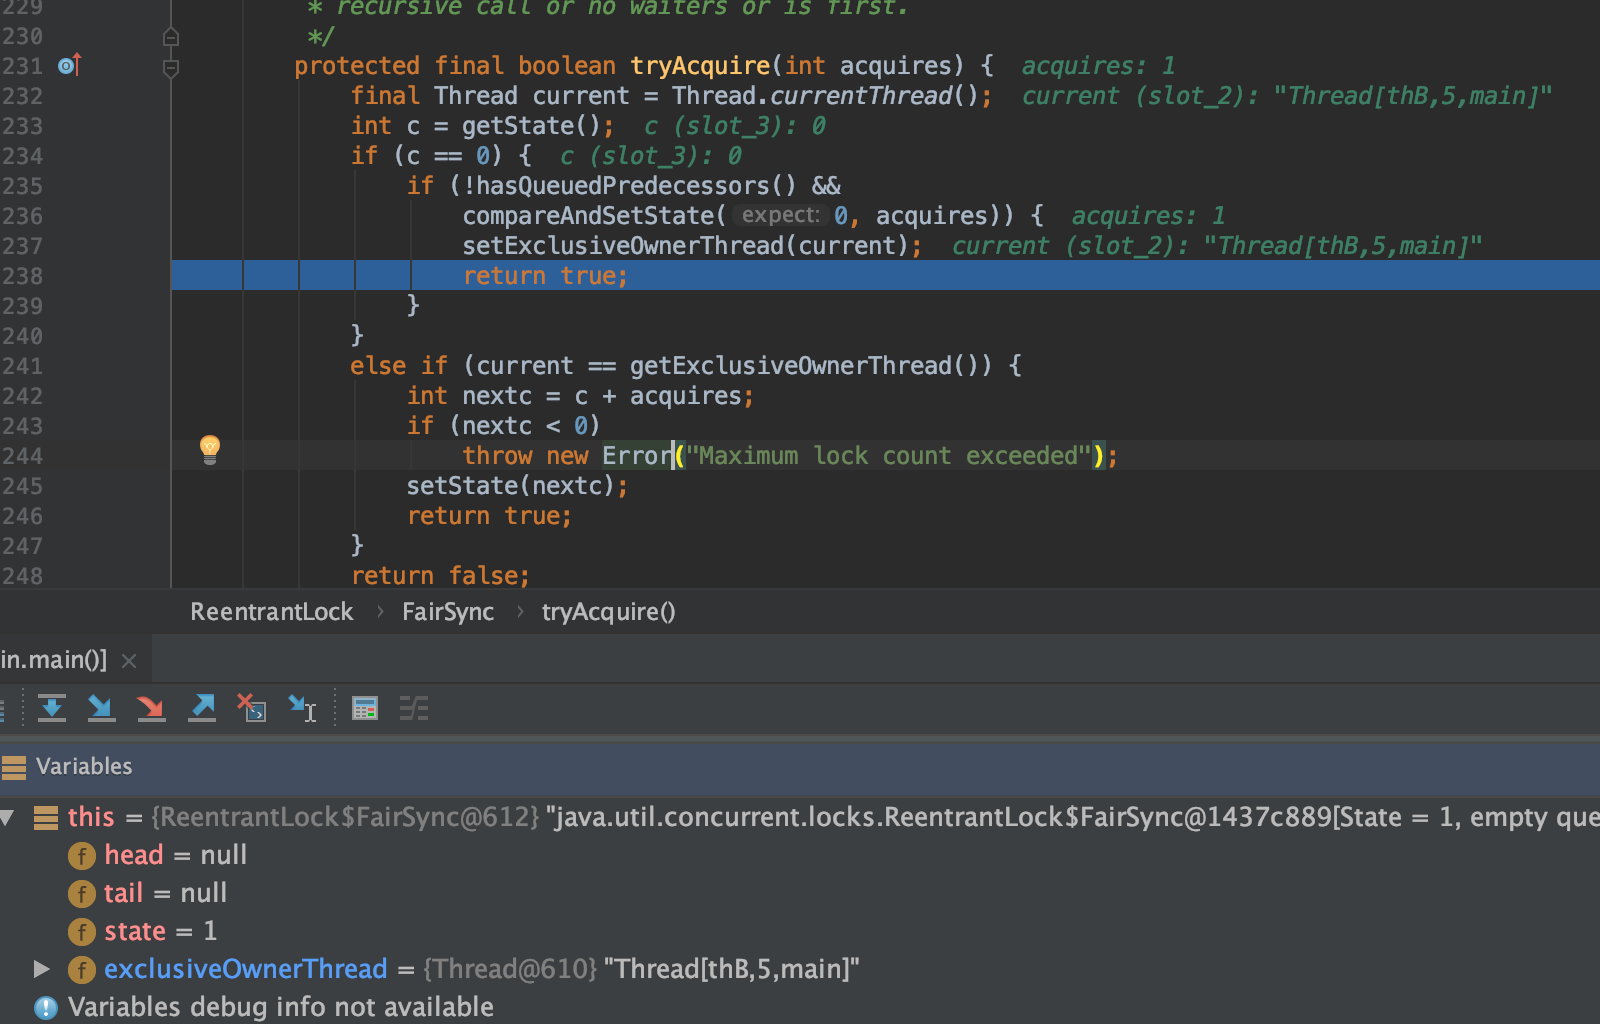 229 * recursive call or no waiters or is first.
230 */
231 protected final boolean tryAcquire(int acquires) { acquires: 1
232 final Thread current = Thread.currentThread(); current (slot_2): "Thread[thB,5,main]"
233 int c = getState(); c (slot_3): 0
234 if (c == 0) { c (slot_3): 0
235 if (!hasQueuedPredecessors() &&
236 compareAndSetState( expect: 0, acquires)) { acquires: 1
237 setExclusiveOwnerThread(current); current (slot_2): "Thread[thB,5,main]"
238 return true;
239 }
240 }
241 else if (current == getExclusiveOwnerThread()) {
242 int nextc = c + acquires;
243 if (nextc < 0)
244 throw new Error("Maximum lock count exceeded");
245 setState(nextc);
246 return true;
247 }
248 return false;
ReentrantLock › FairSync › tryAcquire()
in.main()] ×
Variables
this = {ReentrantLock$FairSync@612} "java.util.concurrent.locks.ReentrantLock$FairSync@1437c889[State = 1, empty que
f head = null
f tail = null
f state = 1
f exclusiveOwnerThread = {Thread@610} "Thread[thB,5,main]"
Variables debug info not available